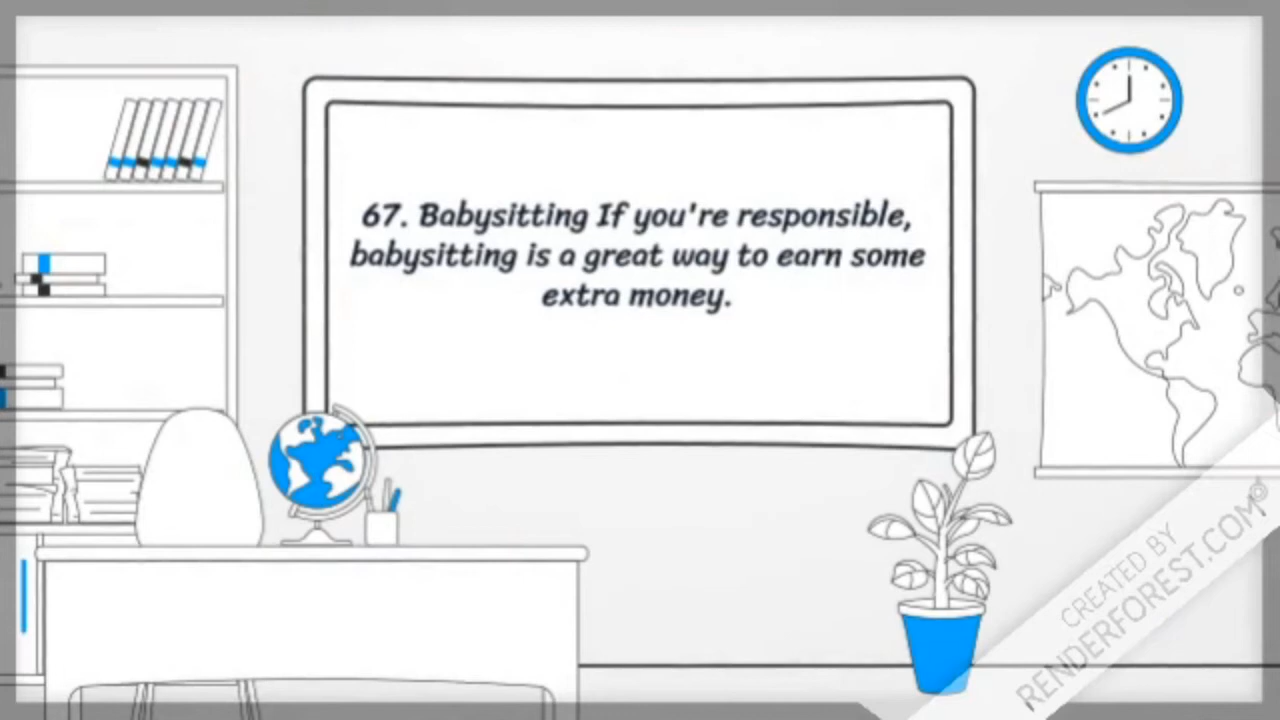 67. Babysitting If you're responsible,
babysitting is a great way to earn some
extra money.
CREATED BY
RENDERFOREST.COM